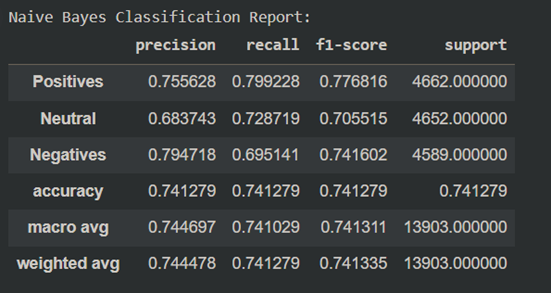 Naive Bayes Classification Report:
precision recall f1-score support
Positives 0.755628 0.799228 0.776816 4662.000000
Neutral 0.683743 0.728719 0.705515 4652.000000
Negatives 0.794718 0.695141 0.741602 4589.000000
accuracy 0.741279 0.741279 0.741279 0.741279
macro avg 0.744697 0.741029 0.741311 13903.000000
weighted avg 0.744478 0.741279 0.741335 13903.000000